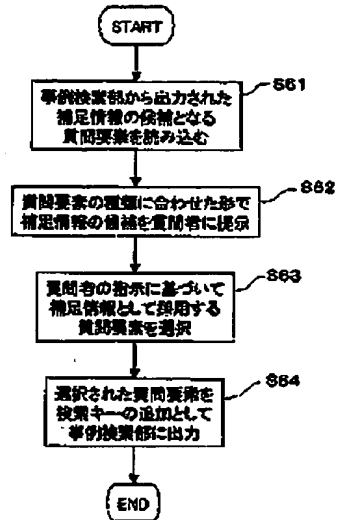 START
S61
事例検索部から出力された
補足情報の候補となる
質問要素を読み込む
S62
質問要素の種類に合わせた形で
補足情報の候補を質問者に提示
S63
質問者の指示に基づいて
補足情報として採用する
質問要素を選択
S64
選択された質問要素を
検索キーの追加として
事例検索部に出力
END